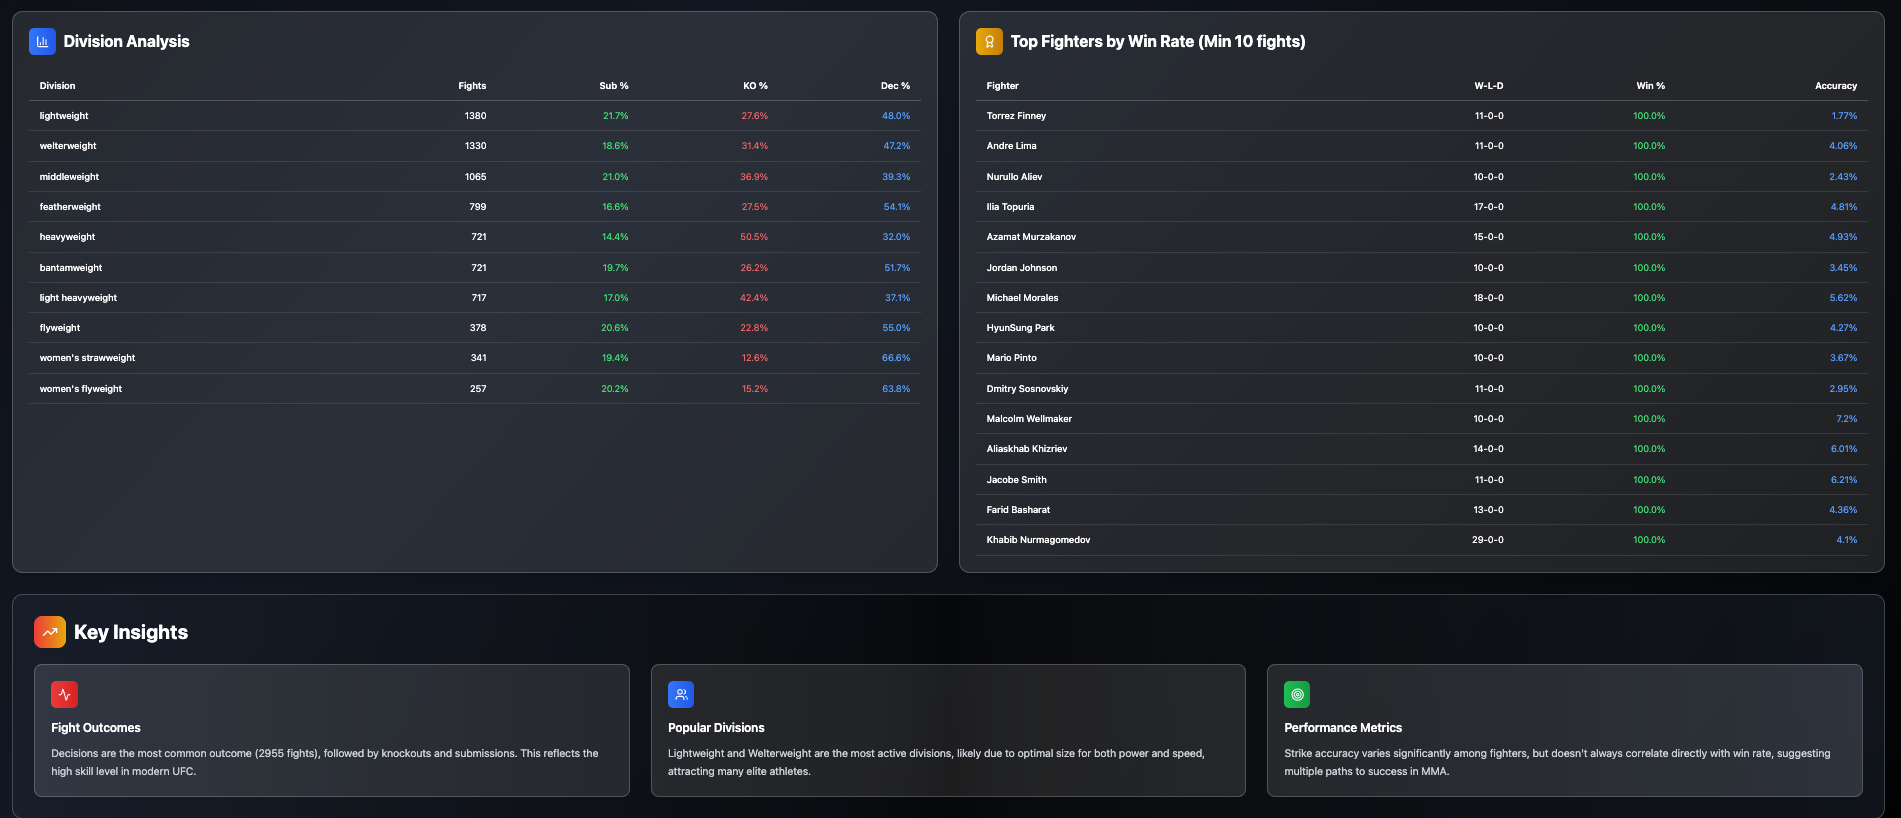 Division Analysis
Division Fights Sub % KO % Dec %
lightweight 1380 21.7% 27.6% 48.0%
welterweight 1330 18.6% 31.4% 47.2%
middleweight 1065 21.0% 36.9% 39.3%
featherweight 799 16.6% 27.5% 54.1%
heavyweight 721 14.4% 50.5% 32.0%
bantamweight 721 19.7% 26.2% 51.7%
light heavyweight 717 17.0% 42.4% 37.1%
flyweight 378 20.6% 22.8% 55.0%
women's strawweight 341 19.4% 12.6% 66.6%
women's flyweight 257 20.2% 15.2% 63.8%
Top Fighters by Win Rate (Min 10 fights)
Fighter W-L-D Win % Accuracy
Torrez Finney 11-0-0 100.0% 1.77%
Andre Lima 11-0-0 100.0% 4.06%
Nurullo Aliev 10-0-0 100.0% 2.43%
Ilia Topuria 17-0-0 100.0% 4.81%
Azamat Murzakanov 15-0-0 100.0% 4.93%
Jordan Johnson 10-0-0 100.0% 3.45%
Michael Morales 18-0-0 100.0% 5.62%
HyunSung Park 10-0-0 100.0% 4.27%
Mario Pinto 10-0-0 100.0% 3.67%
Dmitry Sosnovskiy 11-0-0 100.0% 2.95%
Malcolm Wellmaker 10-0-0 100.0% 7.2%
Aliaskhab Khizriev 14-0-0 100.0% 6.01%
Jacobe Smith 11-0-0 100.0% 6.21%
Farid Basharat 13-0-0 100.0% 4.36%
Khabib Nurmagomedov 29-0-0 100.0% 4.1%
Key Insights
Fight Outcomes
Decisions are the most common outcome (2955 fights), followed by knockouts and submissions. This reflects the
high skill level in modern UFC.
Popular Divisions
Lightweight and Welterweight are the most active divisions, likely due to optimal size for both power and speed,
attracting many elite athletes.
Performance Metrics
Strike accuracy varies significantly among fighters, but doesn't always correlate directly with win rate, suggesting
multiple paths to success in MMA.